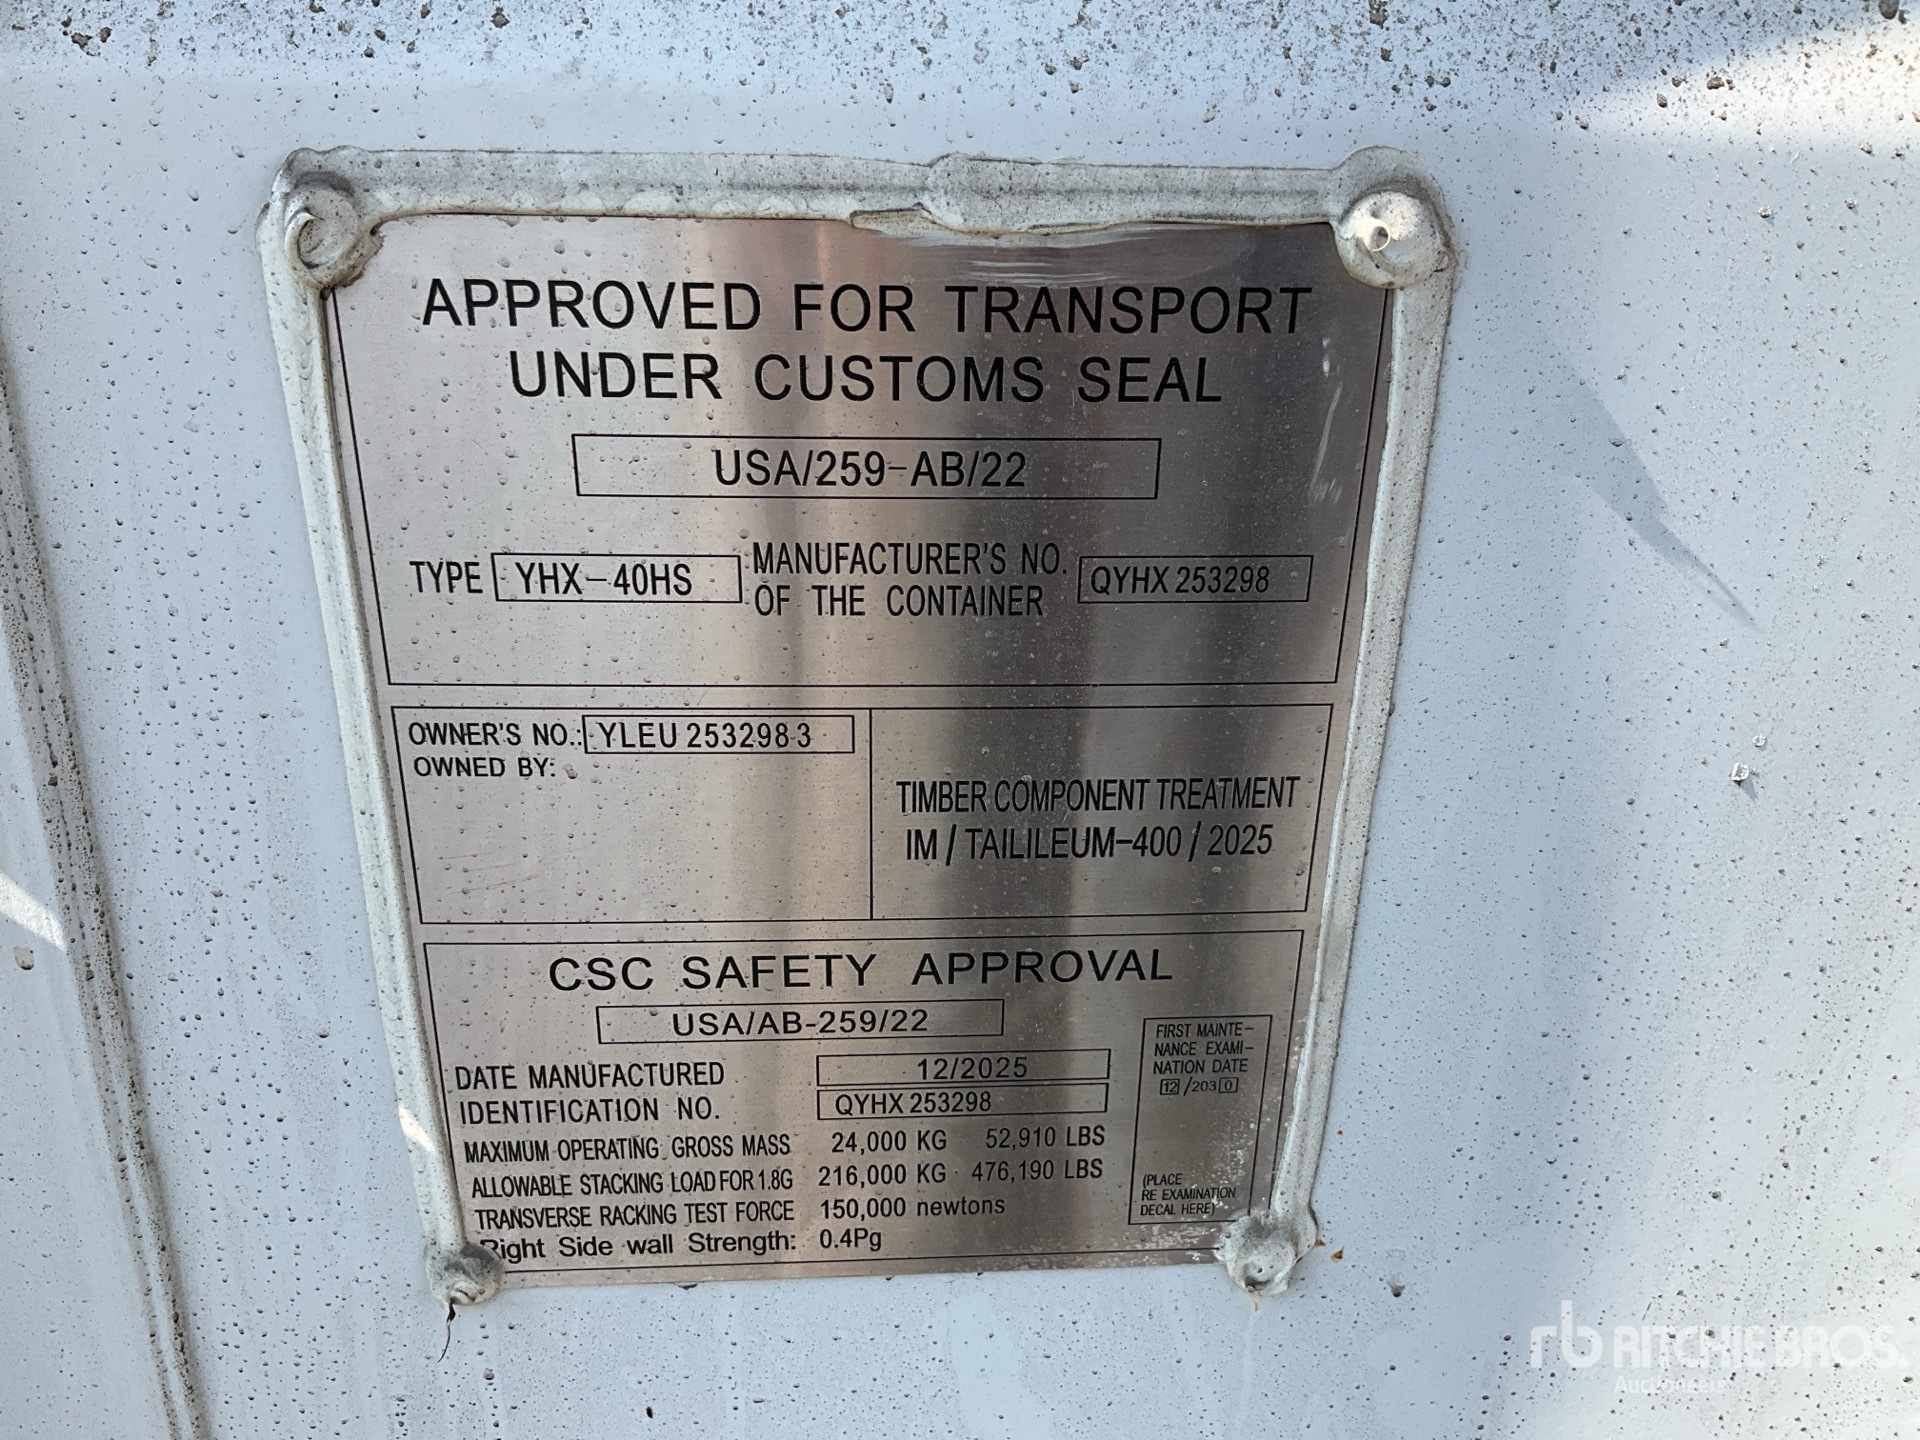 APPROVED FOR TRANSPORT
UNDER CUSTOMS SEAL
USA/259-AB/22
TYPE YHX-40HS MANUFACTURER'S NO. OF THE CONTAINER QYHX 253298
OWNER'S NO.: YLEU 253298 3
OWNED BY:
TIMBER COMPONENT TREATMENT
IM / TAILILEUM-400 / 2025
CSC SAFETY APPROVAL
USA/AB-259/22
DATE MANUFACTURED 12/2025
IDENTIFICATION NO. QYHX 253298
MAXIMUM OPERATING GROSS MASS 24,000 KG 52,910 LBS
ALLOWABLE STACKING LOAD FOR 1.8G 216,000 KG 476,190 LBS
TRANSVERSE RACKING TEST FORCE 150,000 newtons
Right Side wall Strength: 0.4Pg
FIRST MAINTE-
NANCE EXAMI-
NATION DATE
12 /203 0
(PLACE
RE EXAMINATION
DECAL HERE)
rb RITCHIE BROS.
Auctioneers